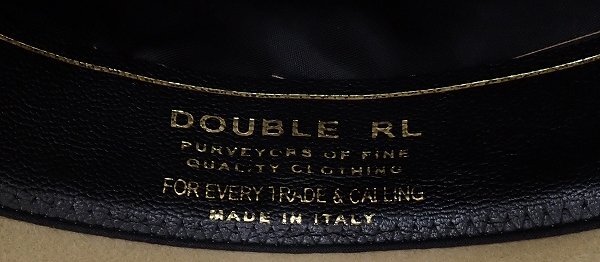 DOUBLE RL
PURVEYORS OF FINE
QUALITY CLOTHING
FOR EVERY TRADE & CALLING
MADE IN ITALY